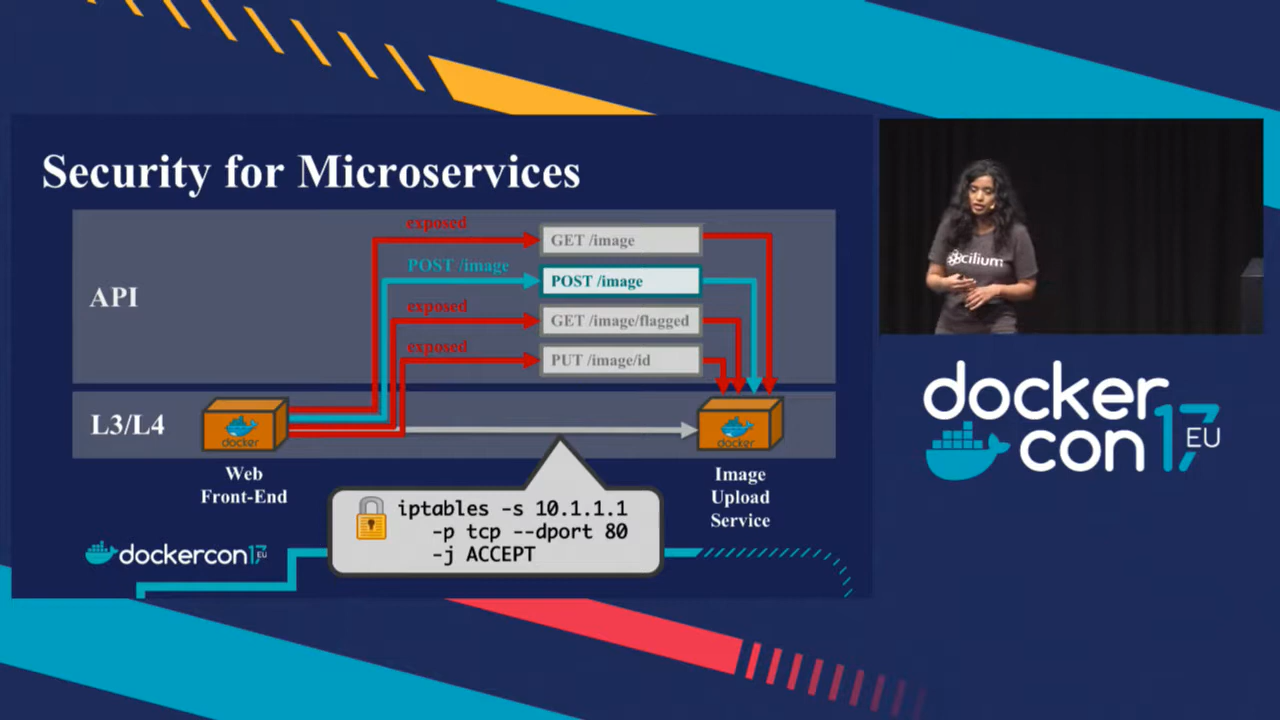 Security for Microservices
API
exposed
GET /image
POST /image
POST /image
exposed
GET /image/flagged
exposed
PUT /image/id
L3/L4
docker
docker
Web
Front-End
Image
Upload
Service
iptables -s 10.1.1.1
-p tcp --dport 80
-j ACCEPT
dockercon17 EU
cilium
docker
con 17 EU